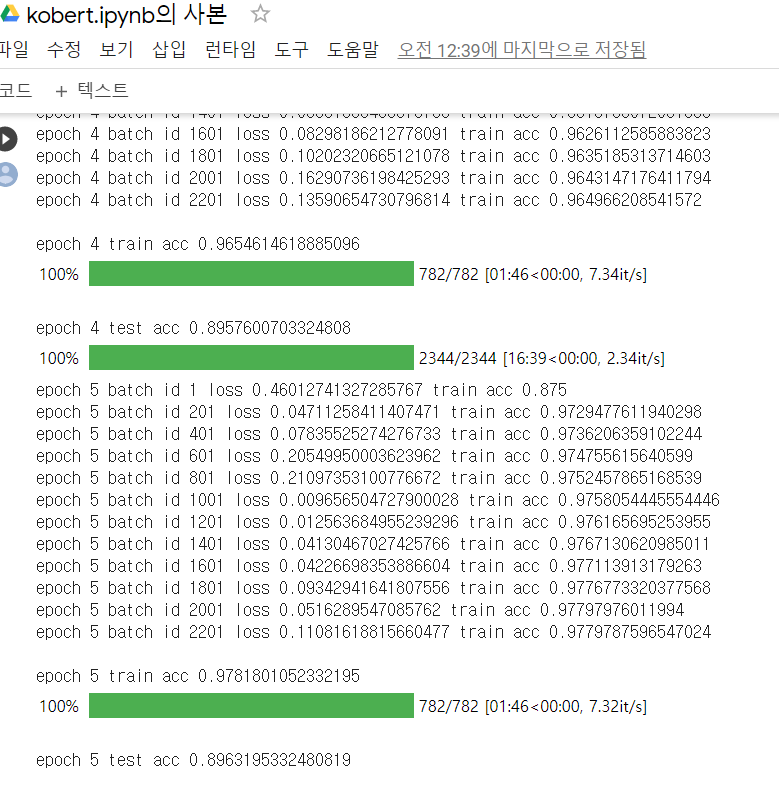 kobert.ipynb의 사본
파일 수정 보기 삽입 런타임 도구 도움말 오전 12:39에 마지막으로 저장됨
코드 + 텍스트
epoch 4 batch id 1601 loss 0.08298186212778091 train acc 0.9626112585883823
epoch 4 batch id 1801 loss 0.10202320665121078 train acc 0.9635185313714603
epoch 4 batch id 2001 loss 0.16290736198425293 train acc 0.9643147176411794
epoch 4 batch id 2201 loss 0.13590654730796814 train acc 0.964966208541572
epoch 4 train acc 0.9654614618885096
100% 782/782 [01:46<00:00, 7.34it/s]
epoch 4 test acc 0.8957600703324808
100% 2344/2344 [16:39<00:00, 2.34it/s]
epoch 5 batch id 1 loss 0.46012741327285767 train acc 0.875
epoch 5 batch id 201 loss 0.04711258411407471 train acc 0.9729477611940298
epoch 5 batch id 401 loss 0.07835525274276733 train acc 0.9736206359102244
epoch 5 batch id 601 loss 0.20549950003623962 train acc 0.974755615640599
epoch 5 batch id 801 loss 0.21097353100776672 train acc 0.9752457865168539
epoch 5 batch id 1001 loss 0.009656504727900028 train acc 0.9758054445554446
epoch 5 batch id 1201 loss 0.012563684955239296 train acc 0.976165695253955
epoch 5 batch id 1401 loss 0.04130467027425766 train acc 0.9767130620985011
epoch 5 batch id 1601 loss 0.04226698353886604 train acc 0.977113913179263
epoch 5 batch id 1801 loss 0.09342941641807556 train acc 0.9776773320377568
epoch 5 batch id 2001 loss 0.0516289547085762 train acc 0.97797976011994
epoch 5 batch id 2201 loss 0.11081618815660477 train acc 0.9779787596547024
epoch 5 train acc 0.9781801052332195
100% 782/782 [01:46<00:00, 7.32it/s]
epoch 5 test acc 0.8963195332480819